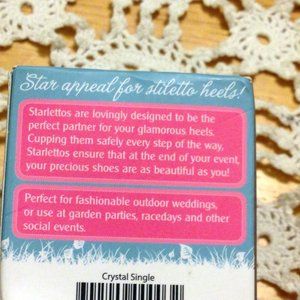 Star appeal for stiletto heels!
Starlettos are lovingly designed to be the
perfect partner for your glamorous heels.
Cupping them safely every step of the way,
Starlettos ensure that at the end of your event,
your precious shoes are as beautiful as you!
Perfect for fashionable outdoor weddings,
or use at garden parties, racedays and other
social events.
Crystal Single